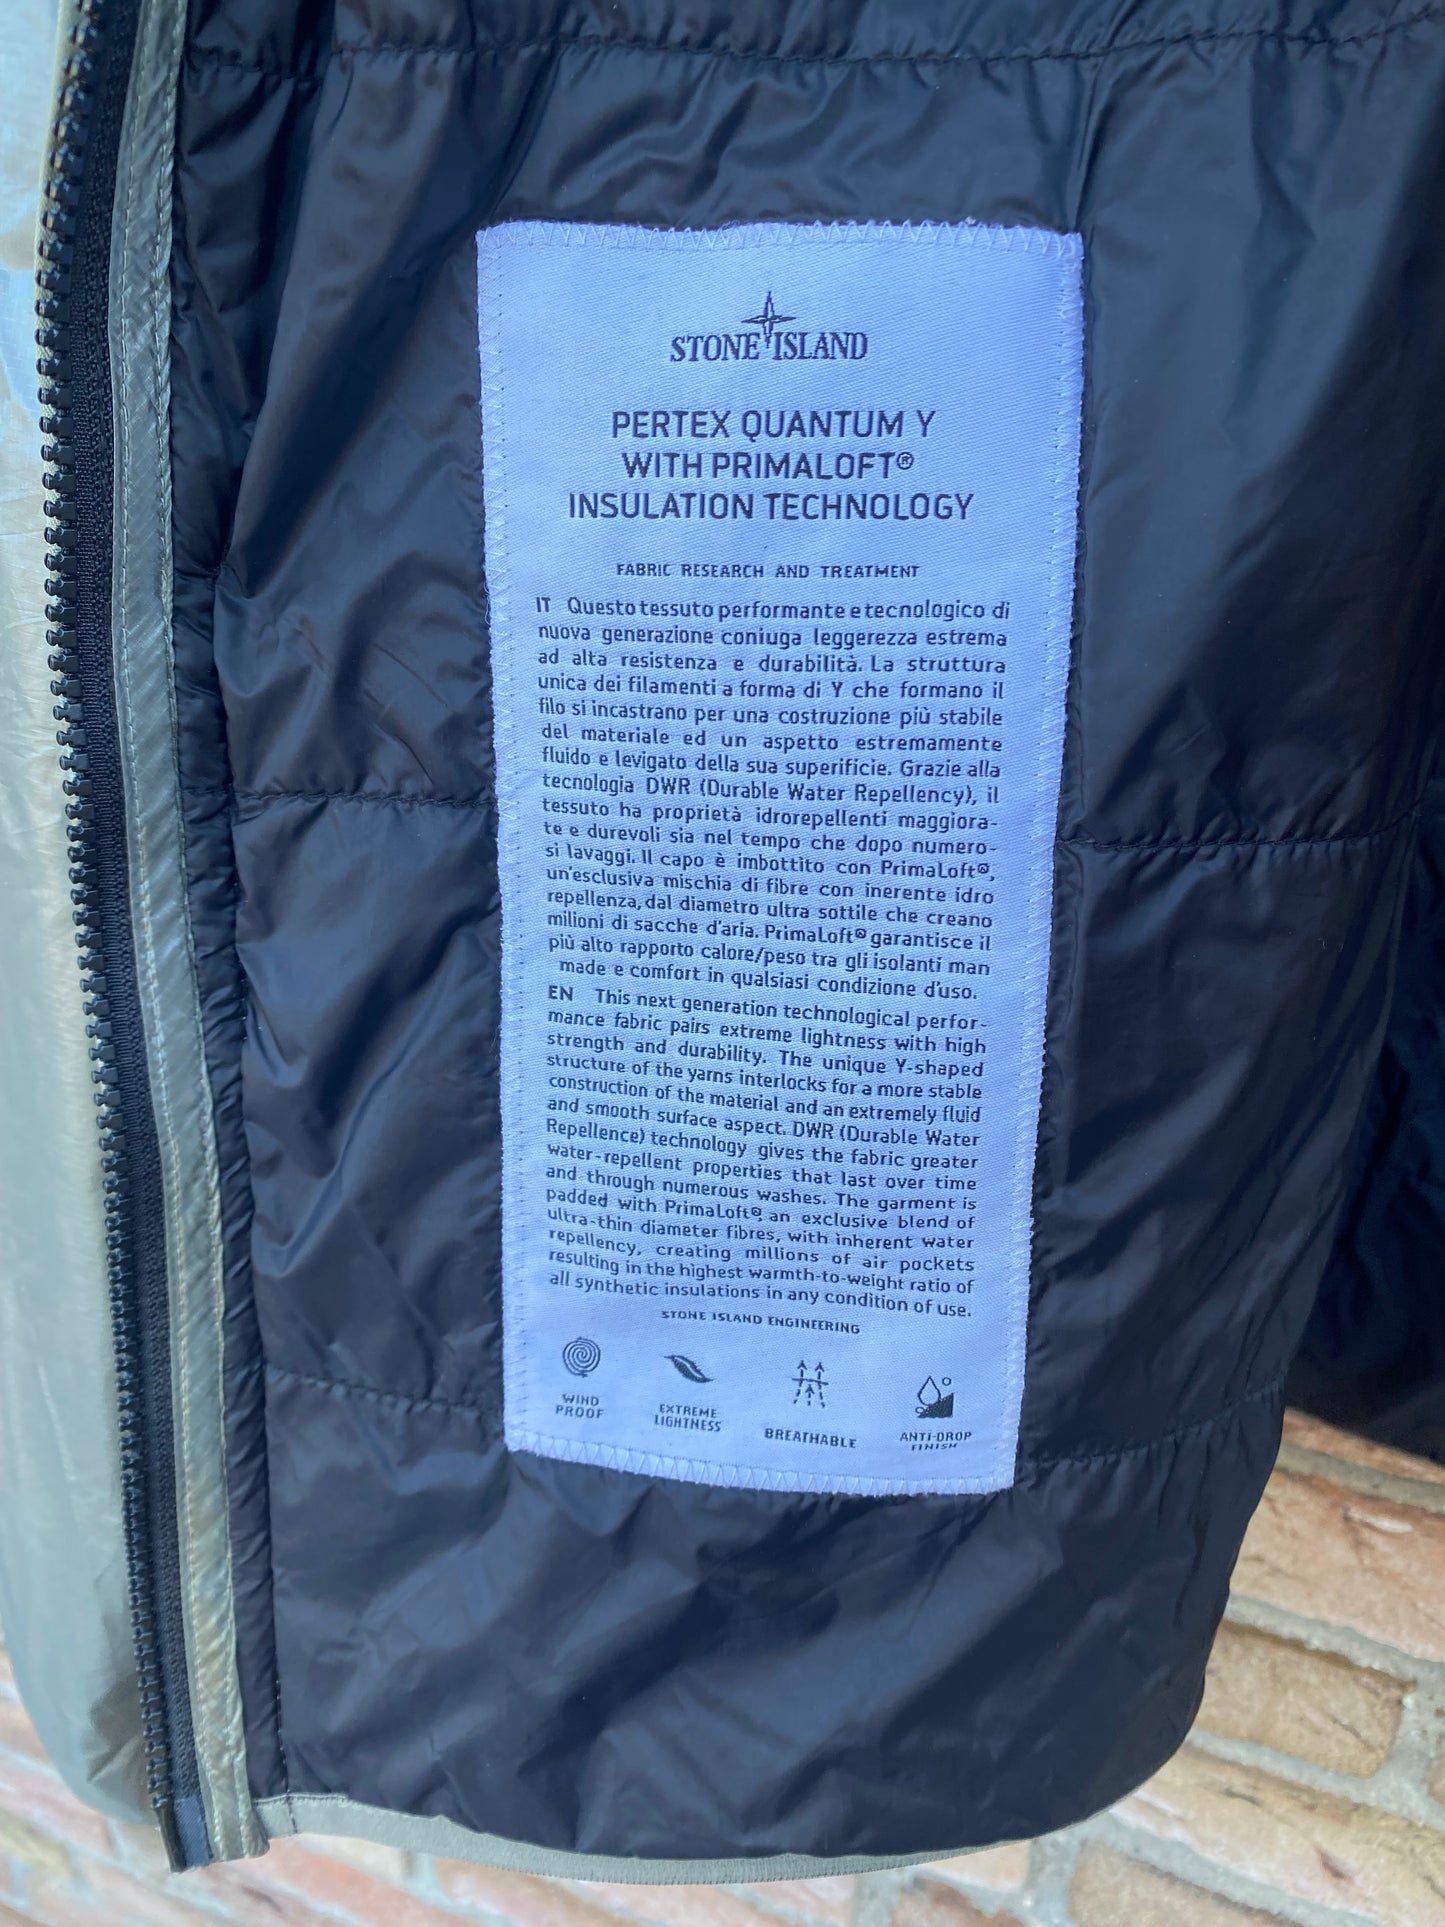 STONE ISLAND
PERTEX QUANTUM Y
WITH PRIMALOFT®
INSULATION TECHNOLOGY
FABRIC RESEARCH AND TREATMENT
IT Questo tessuto performante e tecnologico di
nuova generazione coniuga leggerezza estrema
ad alta resistenza e durabilità. La struttura
unica dei filamenti a forma di Y che formano il
filo si incastrano per una costruzione più stabile
del materiale ed un aspetto estremamente
fluido e levigato della sua superificie. Grazie alla
tecnologia DWR (Durable Water Repellency), il
tessuto ha proprietà idrorepellenti maggiora-
te e durevoli sia nel tempo che dopo numero-
si lavaggi. Il capo è imbottito con PrimaLoft®,
un'esclusiva mischia di fibre con inerente idro
repellenza, dal diametro ultra sottile che creano
milioni di sacche d'aria. PrimaLoft® garantisce il
più alto rapporto calore/peso tra gli isolanti man
made e comfort in qualsiasi condizione d'uso.
EN This next generation technological perfor-
mance fabric pairs extreme lightness with high
strength and durability. The unique Y-shaped
structure of the yarns interlocks for a more stable
construction of the material and an extremely fluid
and smooth surface aspect. DWR (Durable Water
Repellence) technology gives the fabric greater
water-repellent properties that last over time
and through numerous washes. The garment is
padded with PrimaLoft®, an exclusive blend of
ultra-thin diameter fibres, with inherent water
repellency, creating millions of air pockets
resulting in the highest warmth-to-weight ratio of
all synthetic insulations in any condition of use.
STONE ISLAND ENGINEERING
WIND
PROOF
EXTREME
LIGHTNESS
BREATHABLE
ANTI-DROP
FINISH